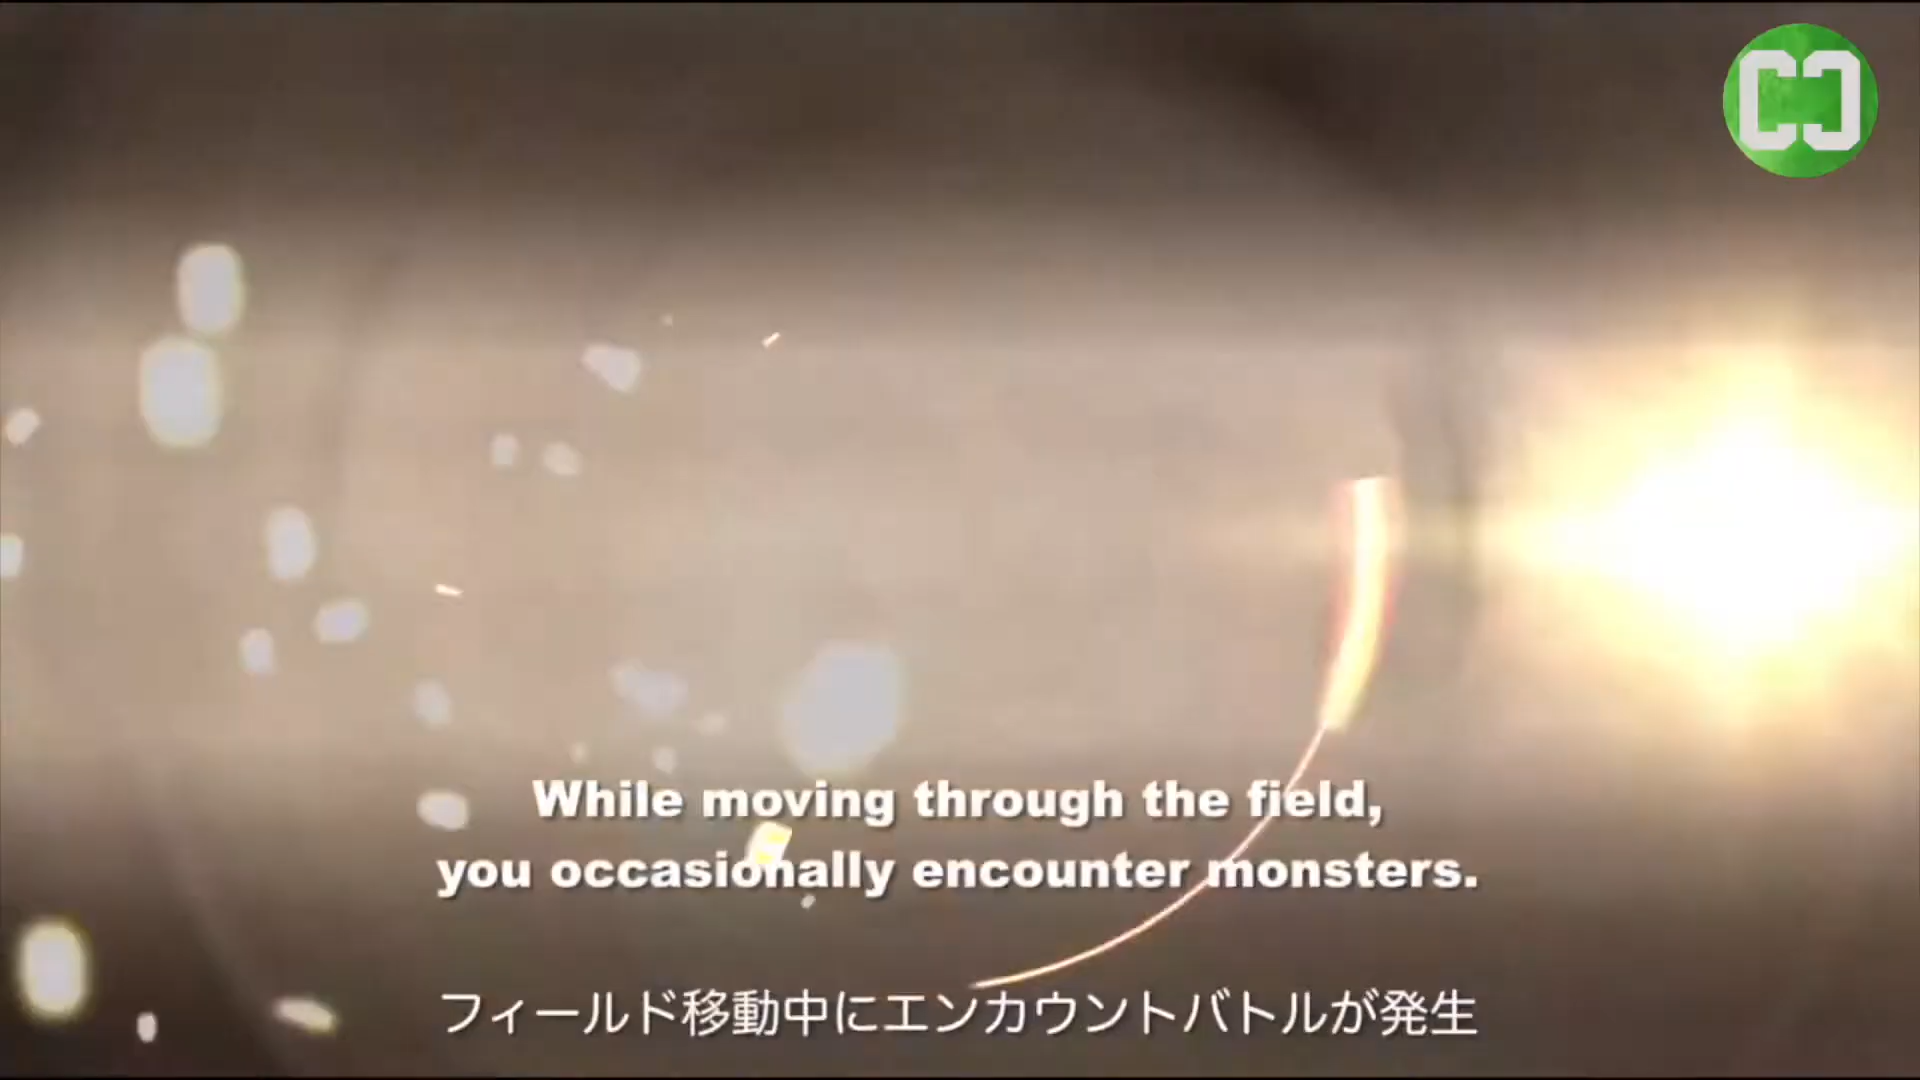 While moving through the field,
you occasionally encounter monsters.
フィールド移動中にエンカウントバトルが発生